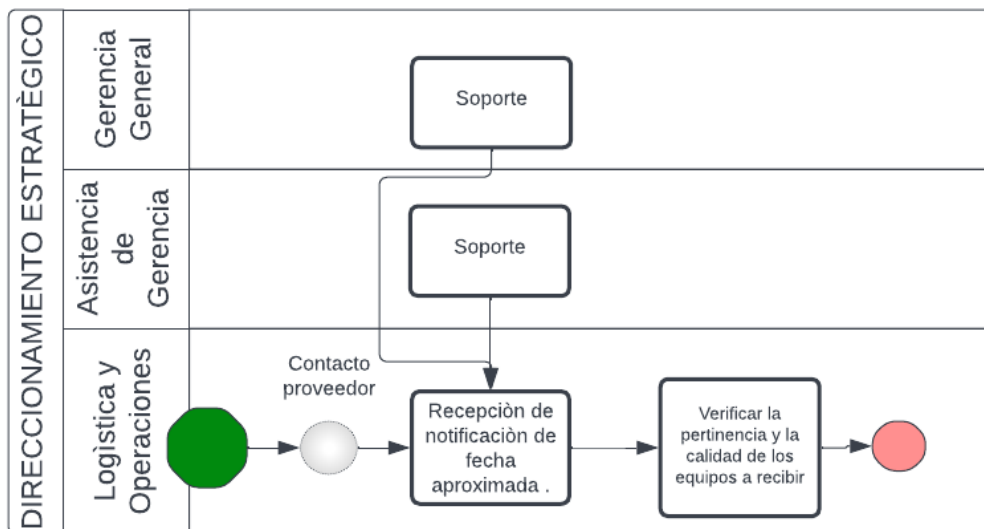 DIRECCIONAMIENTO ESTRATÈGICO
Gerencia
General
Soporte
Asistencia
de
Gerencia
Soporte
Logìstica y
Operaciones
Contacto
proveedor
Recepciòn de
notificaciòn de
fecha
aproximada .
Verificar la
pertinencia y la
calidad de los
equipos a recibir